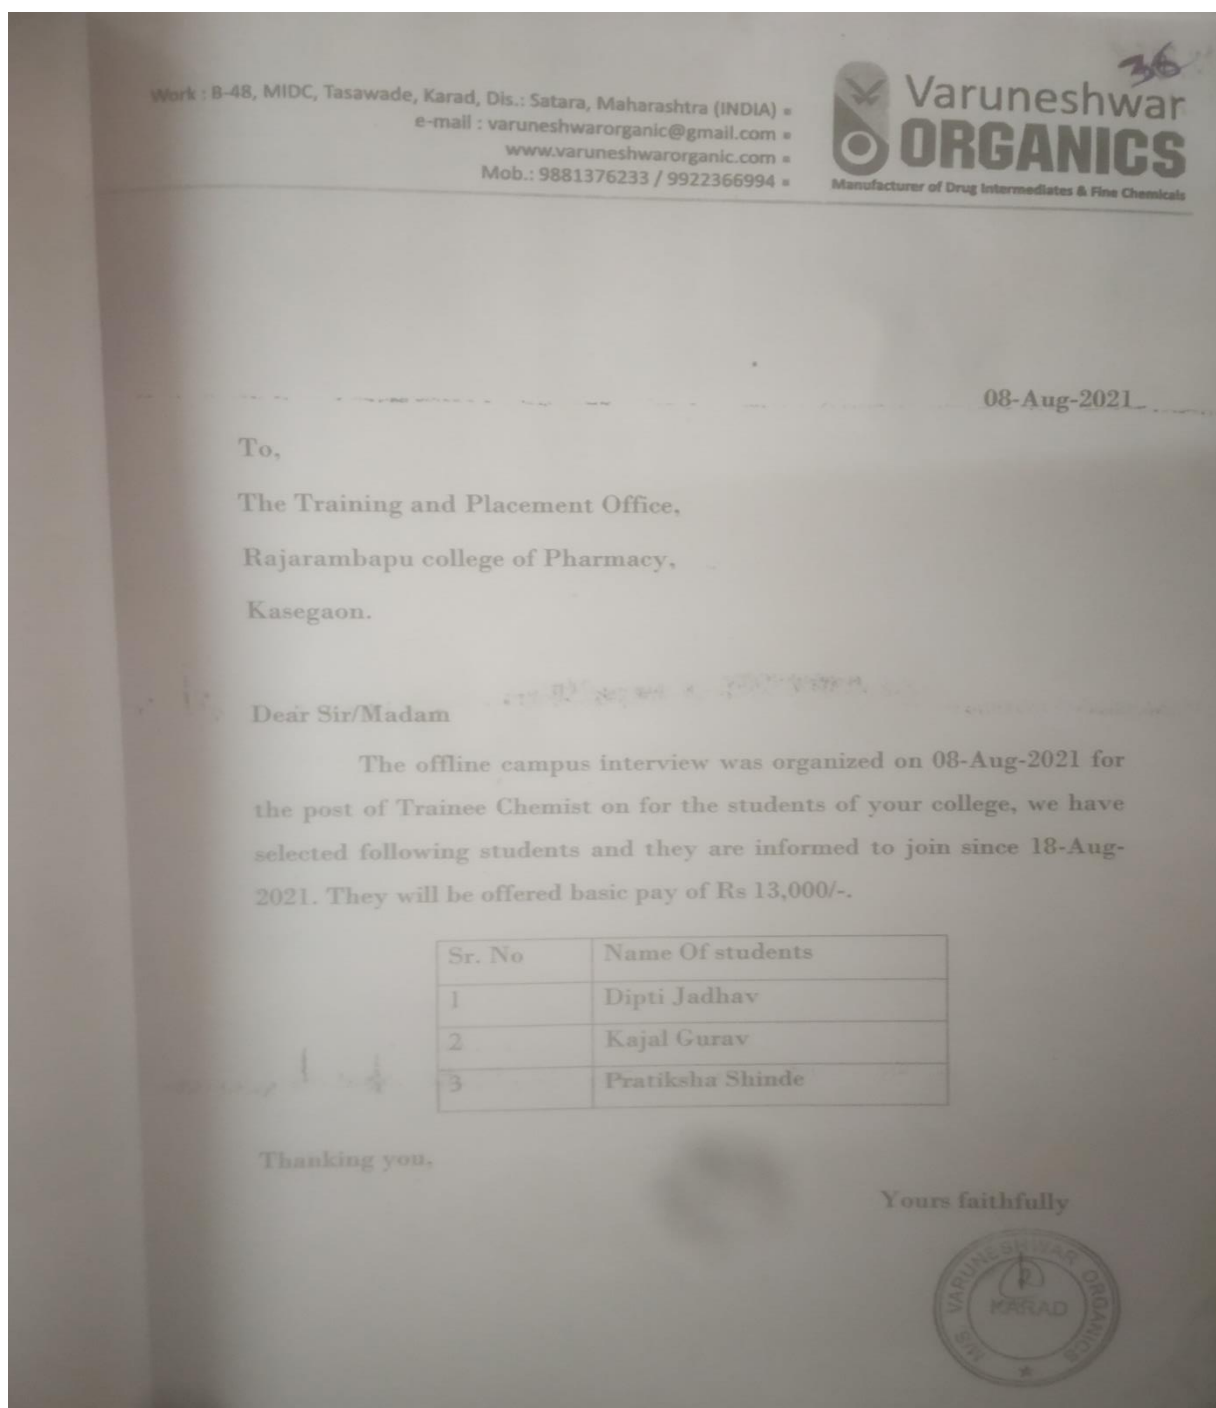 36
Work : B-48, MIDC, Tasawade, Karad, Dis.: Satara, Maharashtra (INDIA)
e-mail : varuneshwarorganic@gmail.com
www.varuneshwarorganic.com
Mob.: 9881376233 / 9922366994
Varuneshwar
ORGANICS
Manufacturer of Drug Intermediates & Fine Chemicals
08-Aug-2021
To,
The Training and Placement Office,
Rajarambapu college of Pharmacy,
Kasegaon.
Dear Sir/Madam
The offline campus interview was organized on 08-Aug-2021 for
the post of Trainee Chemist on for the students of your college, we have
selected following students and they are informed to join since 18-Aug-
2021. They will be offered basic pay of Rs 13,000/-.
Sr. No Name Of students
1 Dipti Jadhav
2 Kajal Gurav
3 Pratiksha Shinde
Thanking you,
Yours faithfully
M/S. VARUNESHWAR ORGANICS
KARAD